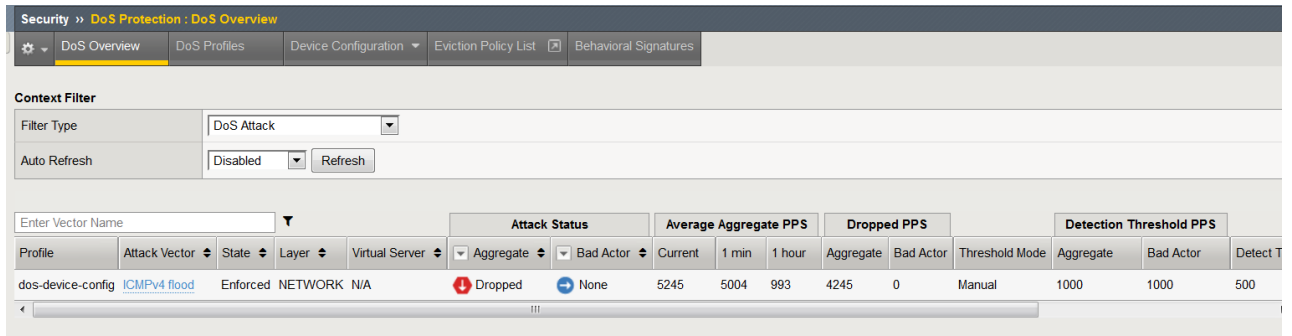 Security ›› DoS Protection : DoS Overview
DoS Overview DoS Profiles Device Configuration Eviction Policy List Behavioral Signatures
Context Filter
Filter Type DoS Attack
Auto Refresh Disabled Refresh
Enter Vector Name Attack Status Average Aggregate PPS Dropped PPS Detection Threshold PPS
Profile Attack Vector State Layer Virtual Server Aggregate Bad Actor Current 1 min 1 hour Aggregate Bad Actor Threshold Mode Aggregate Bad Actor Detect T
dos-device-config ICMPv4 flood Enforced NETWORK N/A Dropped None 5245 5004 993 4245 0 Manual 1000 1000 500